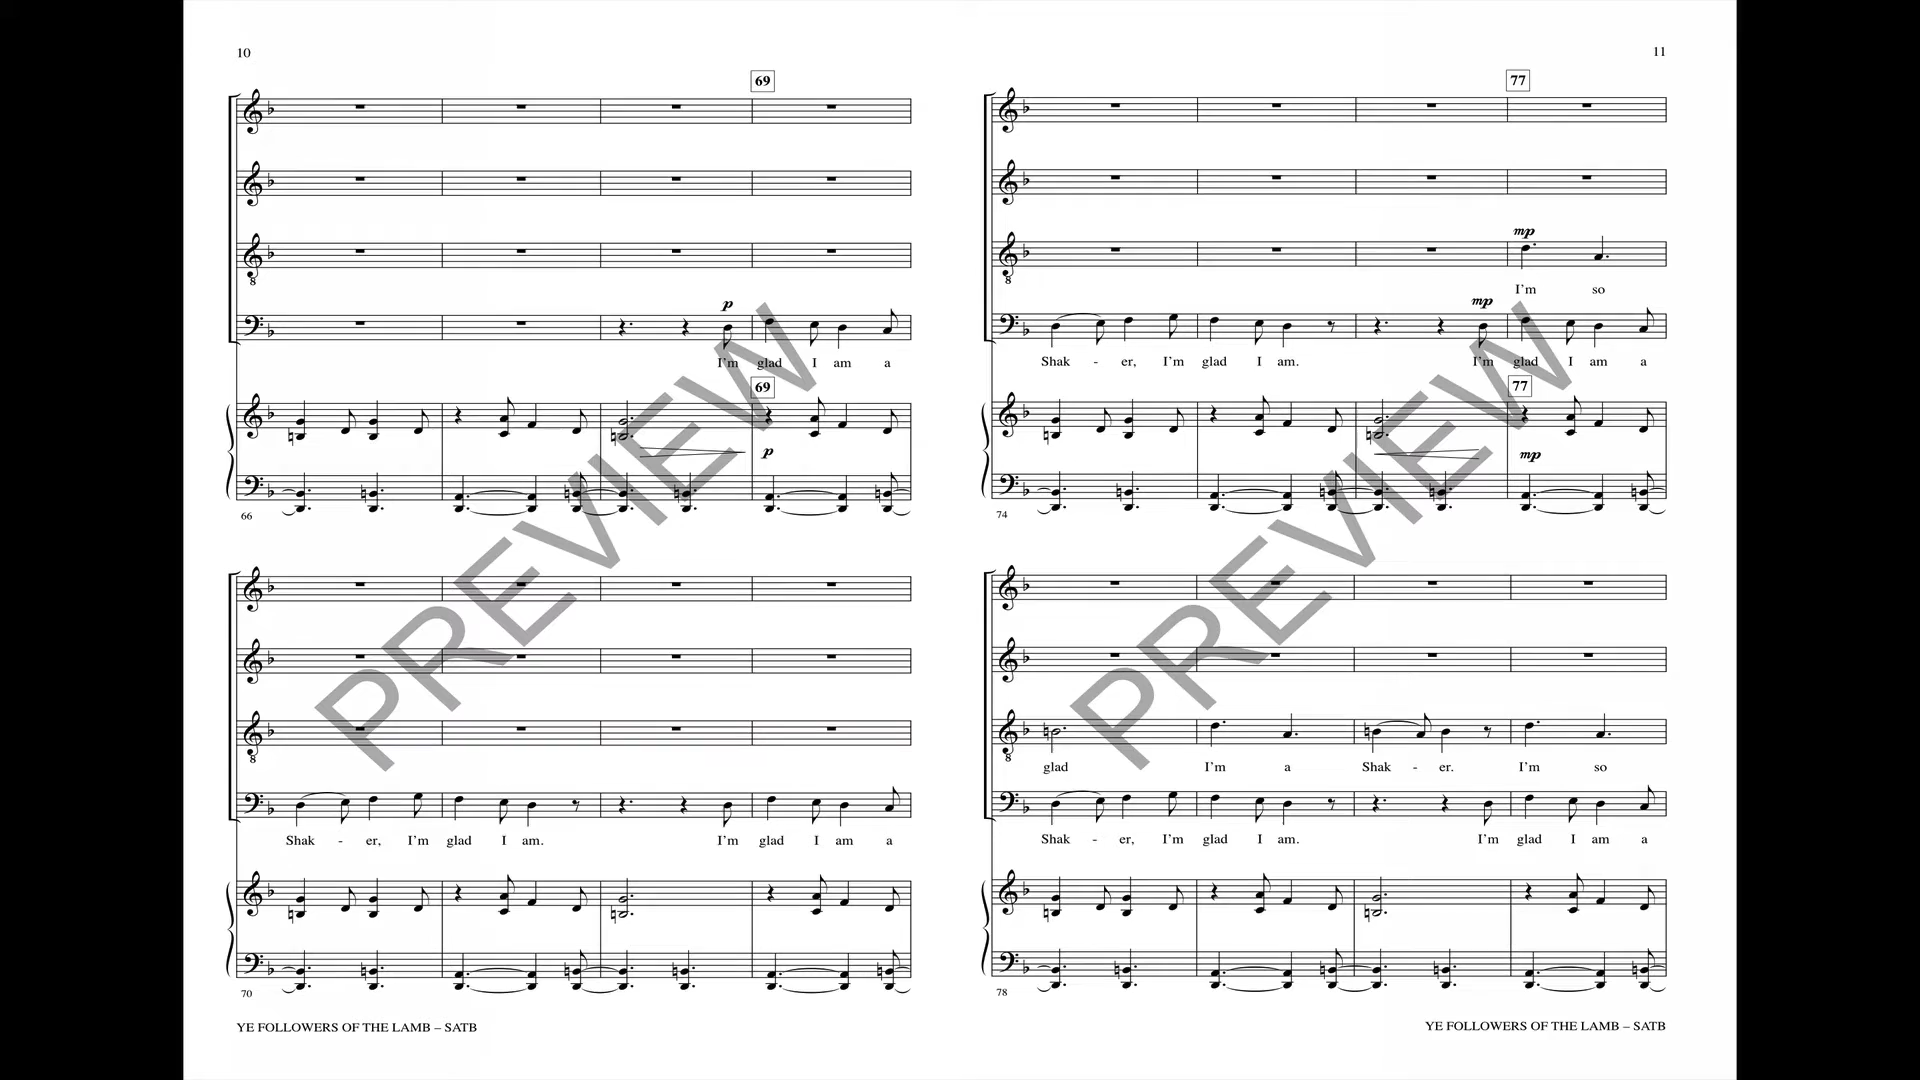 10
69
p
I'm glad I am a
69
p
66
Shak - er, I'm glad I am. I'm glad I am a
70
YE FOLLOWERS OF THE LAMB – SATB
11
77
mp
I'm so
mp
Shak - er, I'm glad I am. I'm glad I am a
77
mp
74
glad I'm a Shak - er. I'm so
Shak - er, I'm glad I am. I'm glad I am a
78
YE FOLLOWERS OF THE LAMB – SATB
PREVIEW
PREVIEW